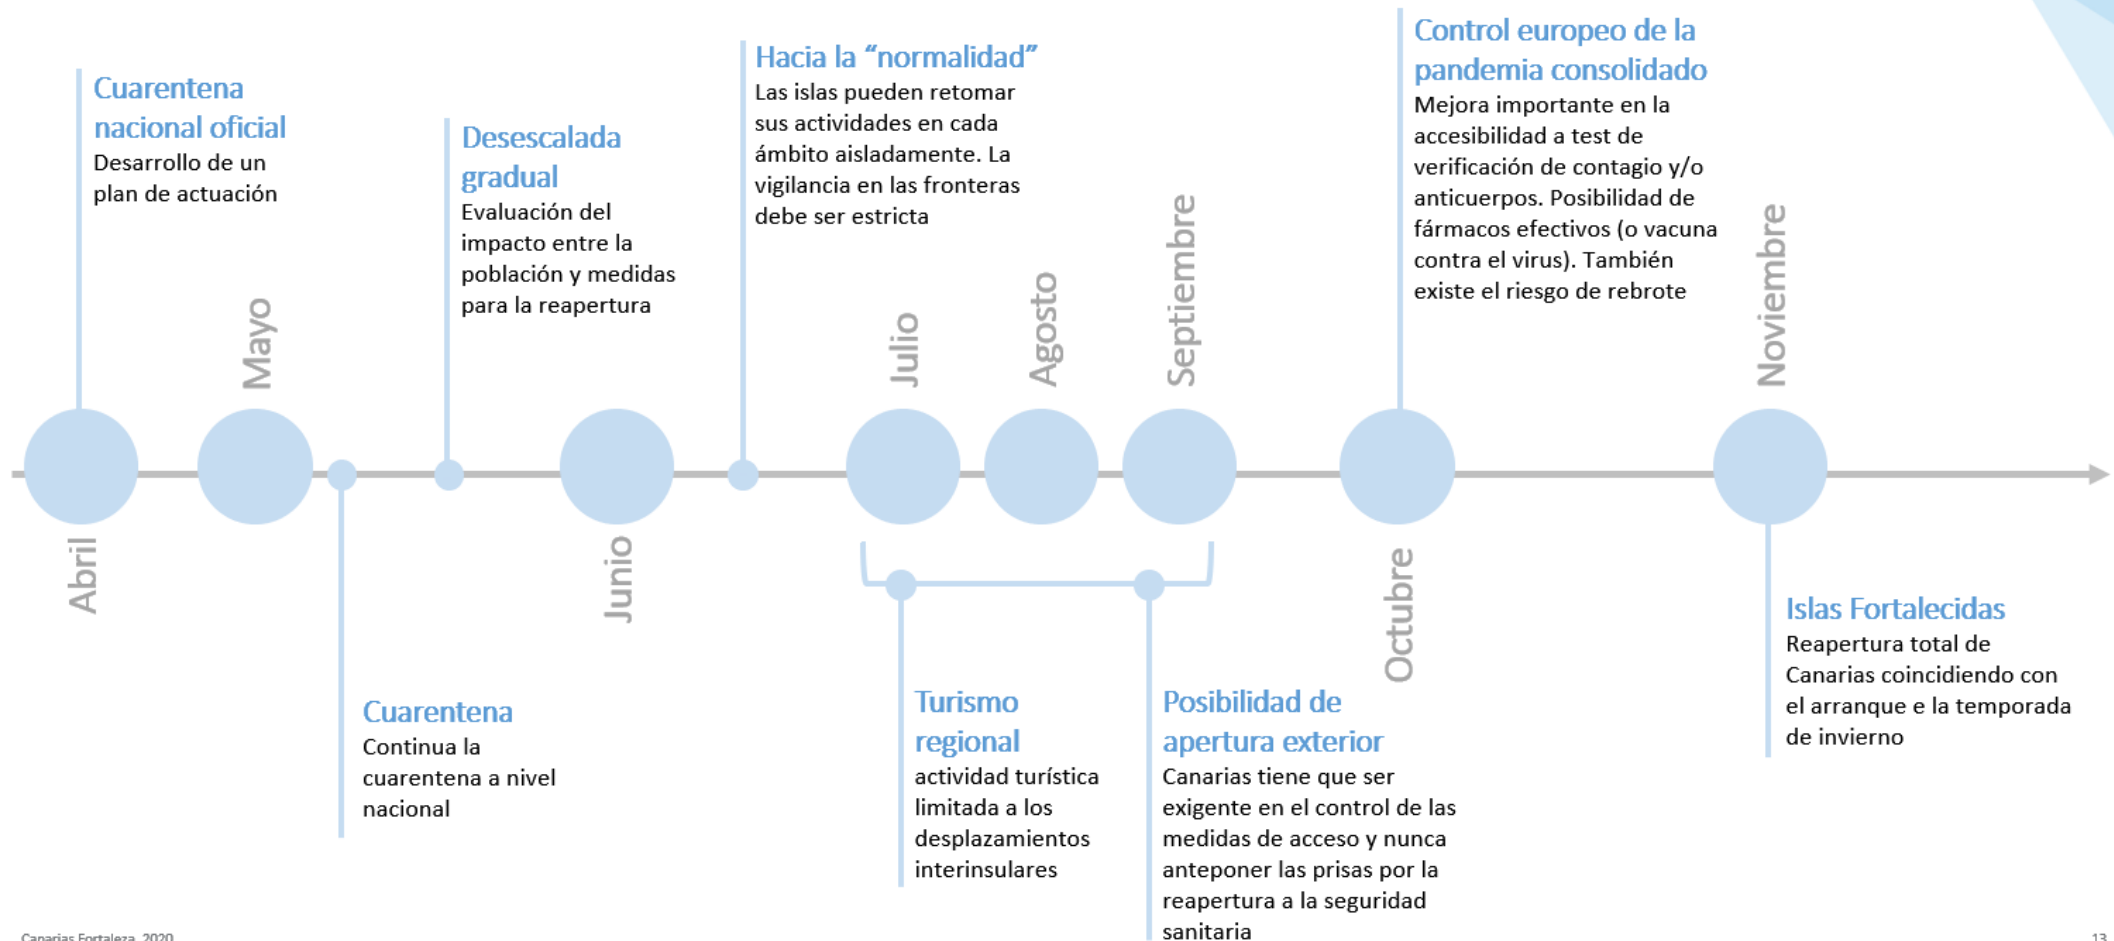 Cuarentena
nacional oficial
Desarrollo de un
plan de actuación
Abril
Mayo
Cuarentena
Continua la
cuarentena a nivel
nacional
Desescalada
gradual
Evaluación del
impacto entre la
población y medidas
para la reapertura
Junio
Hacia la “normalidad”
Las islas pueden retomar
sus actividades en cada
ámbito aisladamente. La
vigilancia en las fronteras
debe ser estricta
Julio
Agosto
Septiembre
Turismo
regional
actividad turística
limitada a los
desplazamientos
interinsulares
Posibilidad de
apertura exterior
Canarias tiene que ser
exigente en el control de las
medidas de acceso y nunca
anteponer las prisas por la
reapertura a la seguridad
sanitaria
Control europeo de la
pandemia consolidado
Mejora importante en la
accesibilidad a test de
verificación de contagio y/o
anticuerpos. Posibilidad de
fármacos efectivos (o vacuna
contra el virus). También
existe el riesgo de rebrote
Octubre
Noviembre
Islas Fortalecidas
Reapertura total de
Canarias coincidiendo con
el arranque e la temporada
de invierno
Canarias Fortaleza, 2020
13